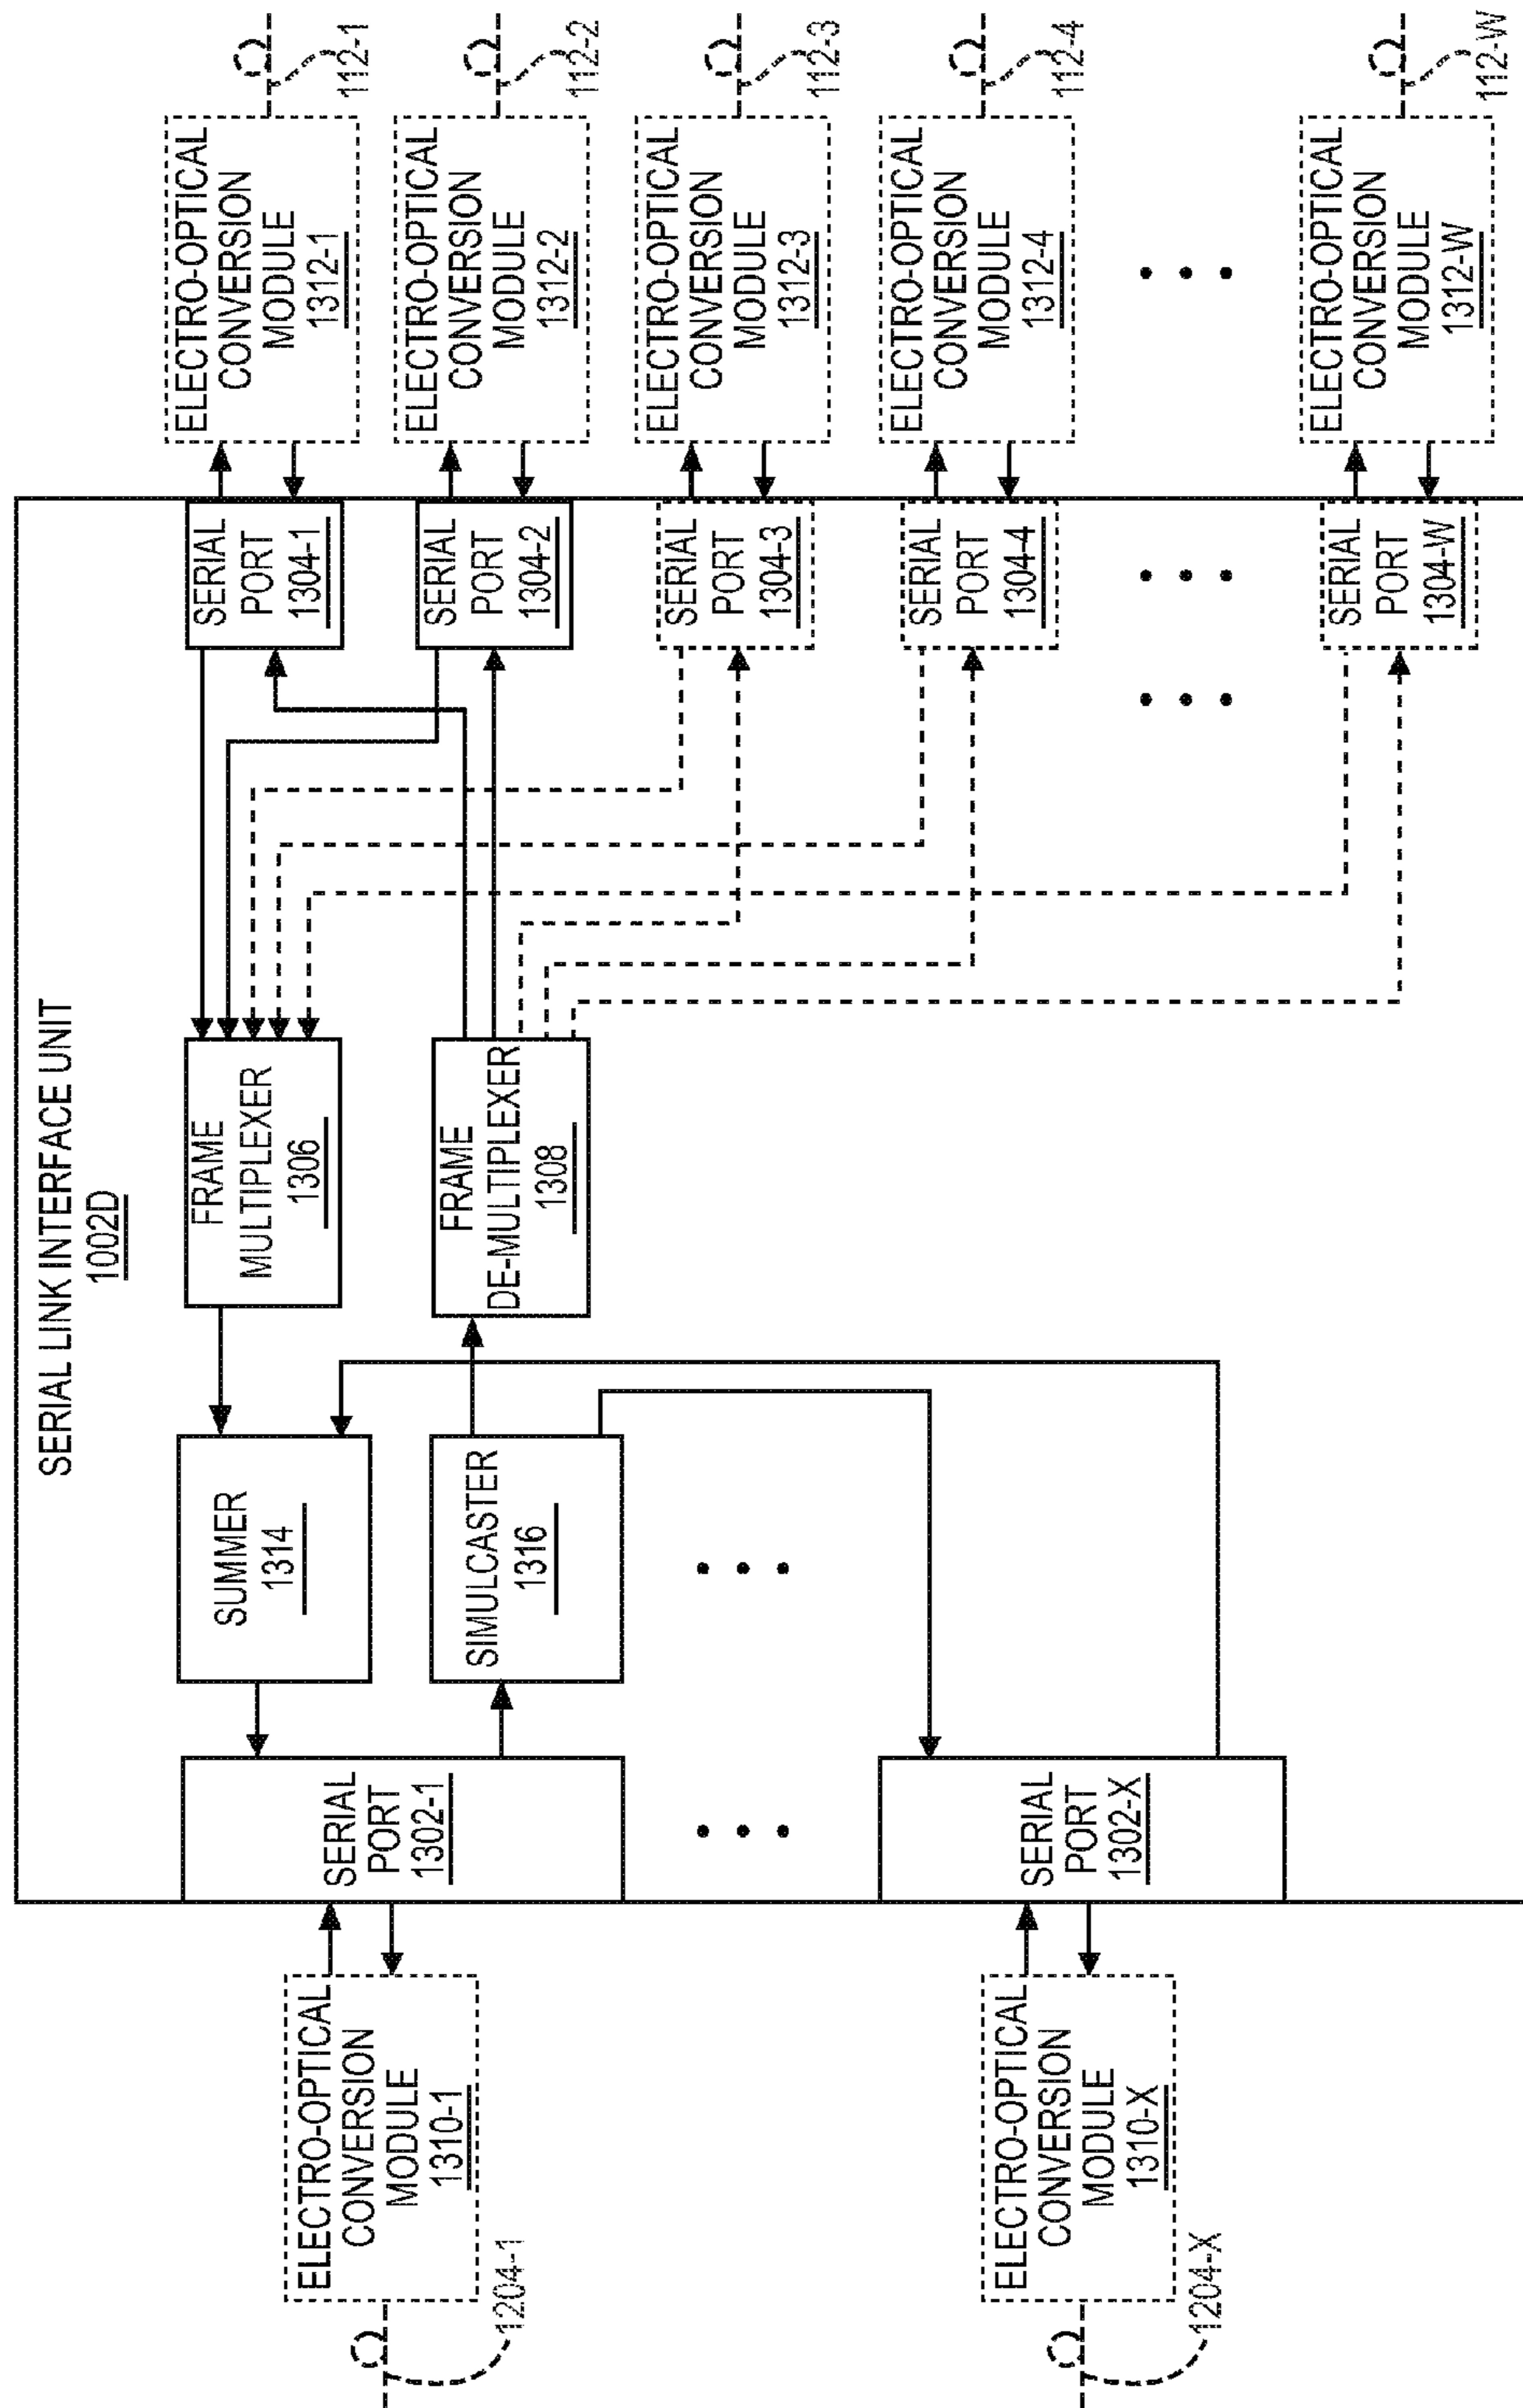 SERIAL LINK INTERFACE UNIT
1002D
ELECTRO-OPTICAL
CONVERSION
MODULE
1310-1
1204-1
SERIAL
PORT
1302-1
SUMMER
1314
SIMULCASTER
1316
FRAME
MULTIPLEXER
1306
FRAME
DE-MULTIPLEXER
1308
SERIAL
PORT
1304-1
ELECTRO-OPTICAL
CONVERSION
MODULE
1312-1
112-1
SERIAL
PORT
1304-2
ELECTRO-OPTICAL
CONVERSION
MODULE
1312-2
112-2
SERIAL
PORT
1304-3
ELECTRO-OPTICAL
CONVERSION
MODULE
1312-3
112-3
SERIAL
PORT
1304-4
ELECTRO-OPTICAL
CONVERSION
MODULE
1312-4
112-4
ELECTRO-OPTICAL
CONVERSION
MODULE
1310-X
1204-X
SERIAL
PORT
1302-X
SERIAL
PORT
1304-W
ELECTRO-OPTICAL
CONVERSION
MODULE
1312-W
112-W